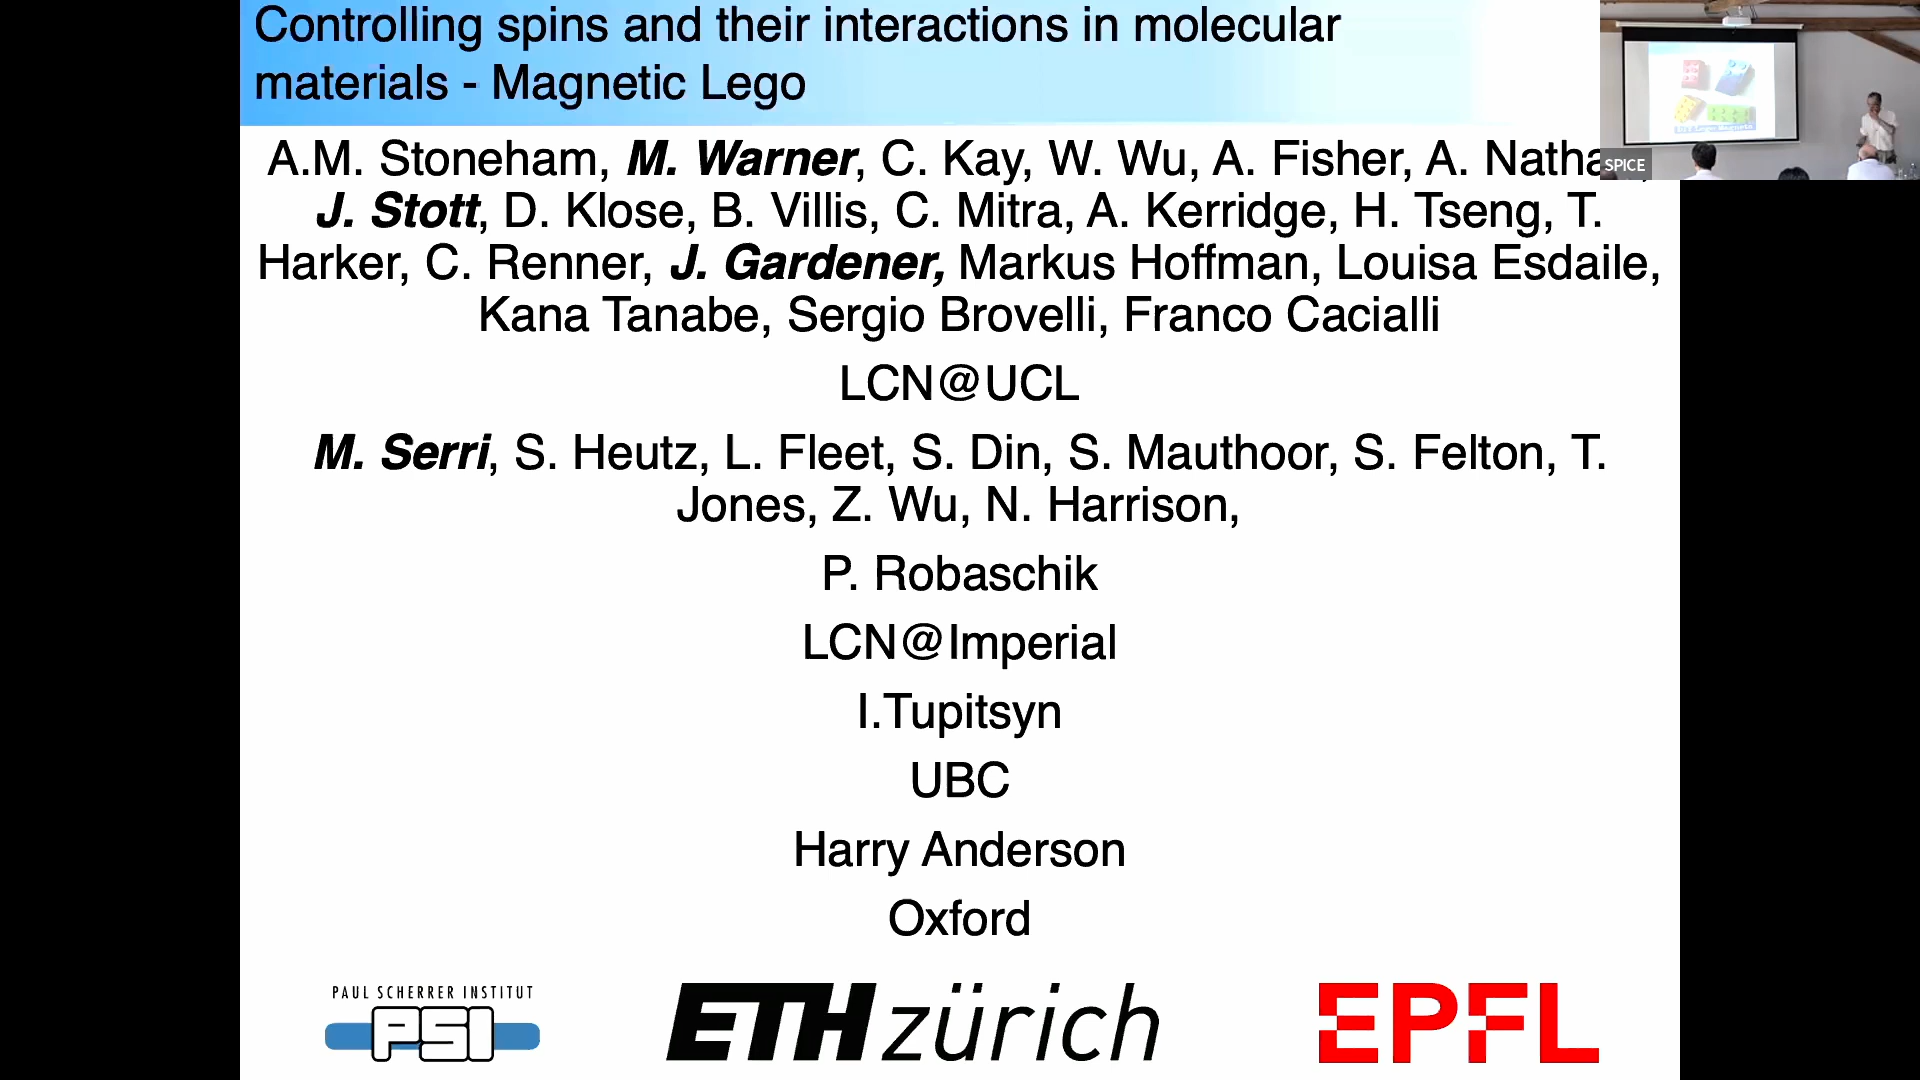 Controlling spins and their interactions in molecular
materials - Magnetic Lego
A.M. Stoneham, M. Warner, C. Kay, W. Wu, A. Fisher, A.
J. Stott, D. Klose, B. Villis, C. Mitra, A. Kerridge, H. Tseng, T.
Harker, C. Renner, J. Gardener, Markus Hoffman, Louisa Esdaile,
Kana Tanabe, Sergio Brovelli, Franco Cacialli
LCN@UCL
M. Serri, S. Heutz, L. Fleet, S. Din, S. Mauthoor, S. Felton, T.
Jones, Z. Wu, N. Harrison,
P. Robaschik
LCN@Imperial
I.Tupitsyn
UBC
Harry Anderson
Oxford
PAUL SCHERRER INSTITUT
PSI
ETH zürich
EPFL
SPICE